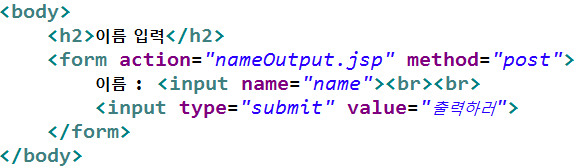 <body>
<h2>이름 입력</h2>
<form action="nameOutput.jsp" method="post">
이름 : <input name="name"><br><br>
<input type="submit" value="출력하러">
</form>
</body>